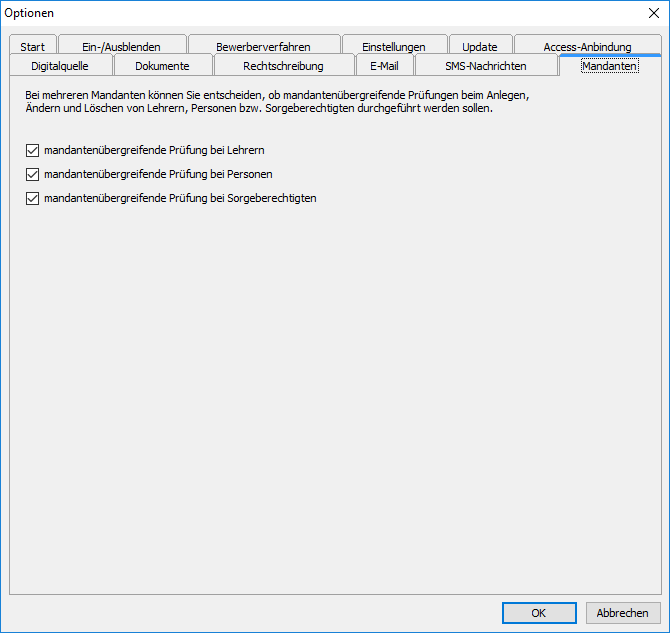 Optionen
Start Ein-/Ausblenden Bewerberverfahren Einstellungen Update Access-Anbindung
Digitalquelle Dokumente Rechtschreibung E-Mail SMS-Nachrichten Mandanten
Bei mehreren Mandanten können Sie entscheiden, ob mandantenübergreifende Prüfungen beim Anlegen,
Ändern und Löschen von Lehrern, Personen bzw. Sorgeberechtigten durchgeführt werden sollen.
mandantenübergreifende Prüfung bei Lehrern
mandantenübergreifende Prüfung bei Personen
mandantenübergreifende Prüfung bei Sorgeberechtigten
OK Abbrechen